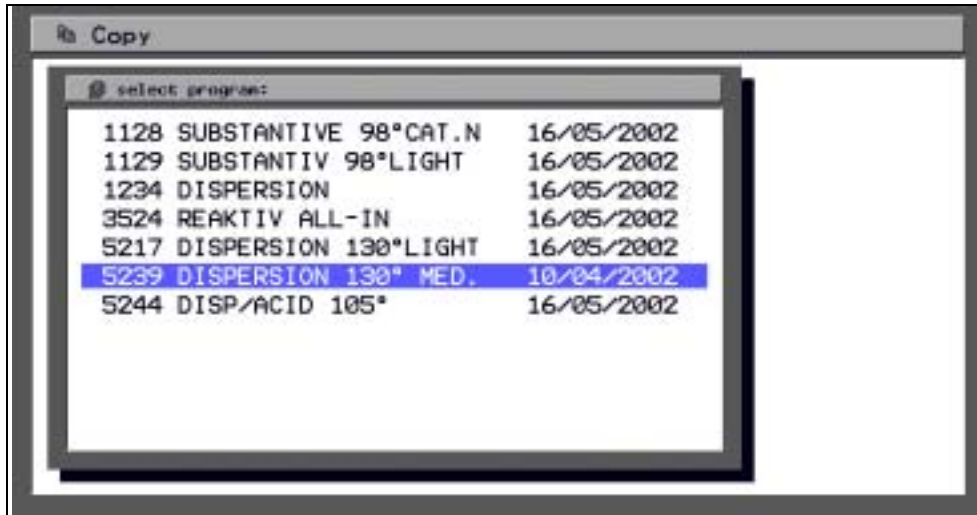 Copy
select program:
1128 SUBSTANTIVE 98°CAT.N 16/05/2002
1129 SUBSTANTIV 98°LIGHT 16/05/2002
1234 DISPERSION 16/05/2002
3524 REAKTIV ALL-IN 16/05/2002
5217 DISPERSION 130°LIGHT 16/05/2002
5239 DISPERSION 130° MED. 10/04/2002
5244 DISP/ACID 105° 16/05/2002